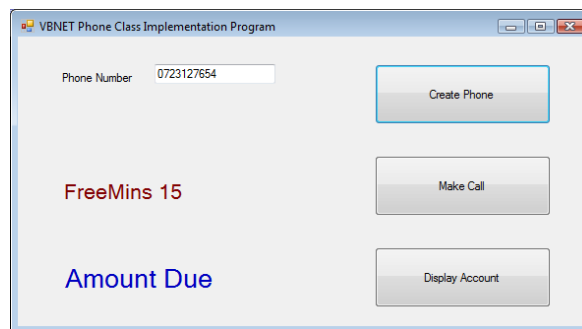 VBNET Phone Class Implementation Program
Phone Number 0723127654
Create Phone
FreeMins 15
Make Call
Amount Due
Display Account